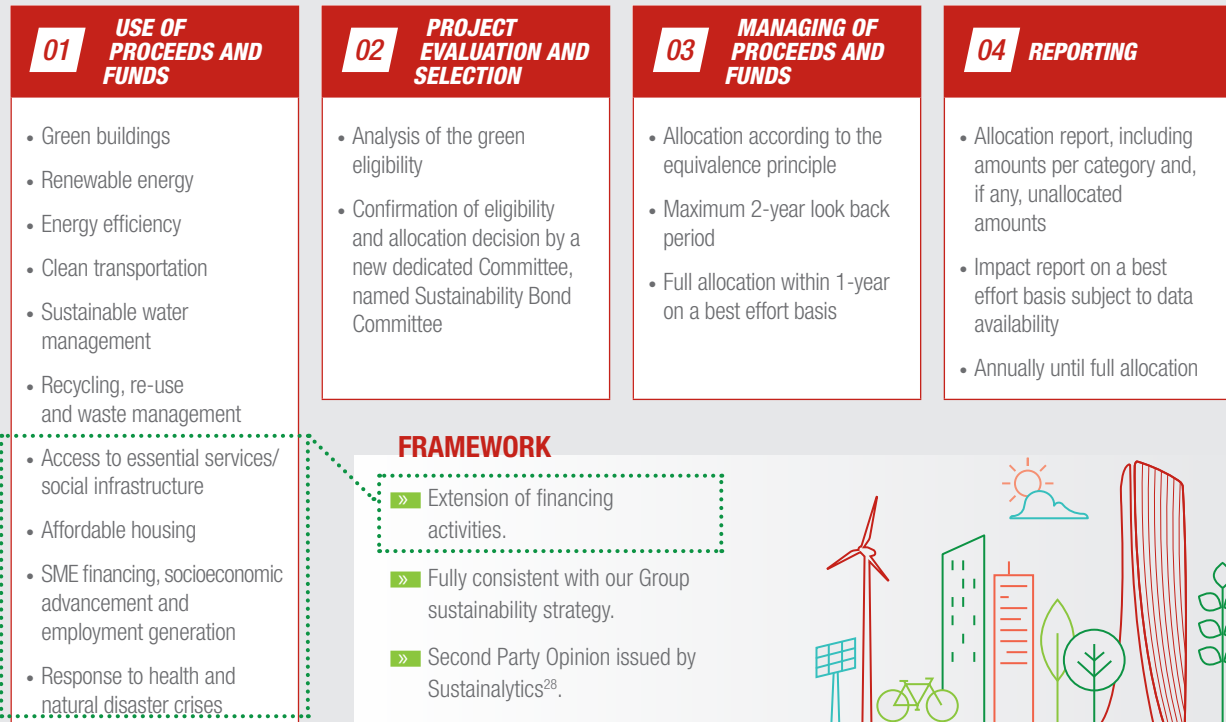 01
USE OF
PROCEEDS AND
FUNDS
• Green buildings
• Renewable energy
• Energy efficiency
• Clean transportation
• Sustainable water
management
• Recycling, re-use
and waste management
• Access to essential services/
social infrastructure
• Affordable housing
• SME financing, socioeconomic
advancement and
employment generation
• Response to health and
natural disaster crises
02
PROJECT
EVALUATION AND
SELECTION
• Analysis of the green
eligibility
• Confirmation of eligibility
and allocation decision by a
new dedicated Committee,
named Sustainability Bond
Committee
03
MANAGING OF
PROCEEDS AND
FUNDS
• Allocation according to the
equivalence principle
• Maximum 2-year look back
period
• Full allocation within 1-year
on a best effort basis
04 REPORTING
• Allocation report, including
amounts per category and,
if any, unallocated
amounts
• Impact report on a best
effort basis subject to data
availability
• Annually until full allocation
FRAMEWORK
» Extension of financing
activities.
» Fully consistent with our Group
sustainability strategy.
» Second Party Opinion issued by
Sustainalytics28.